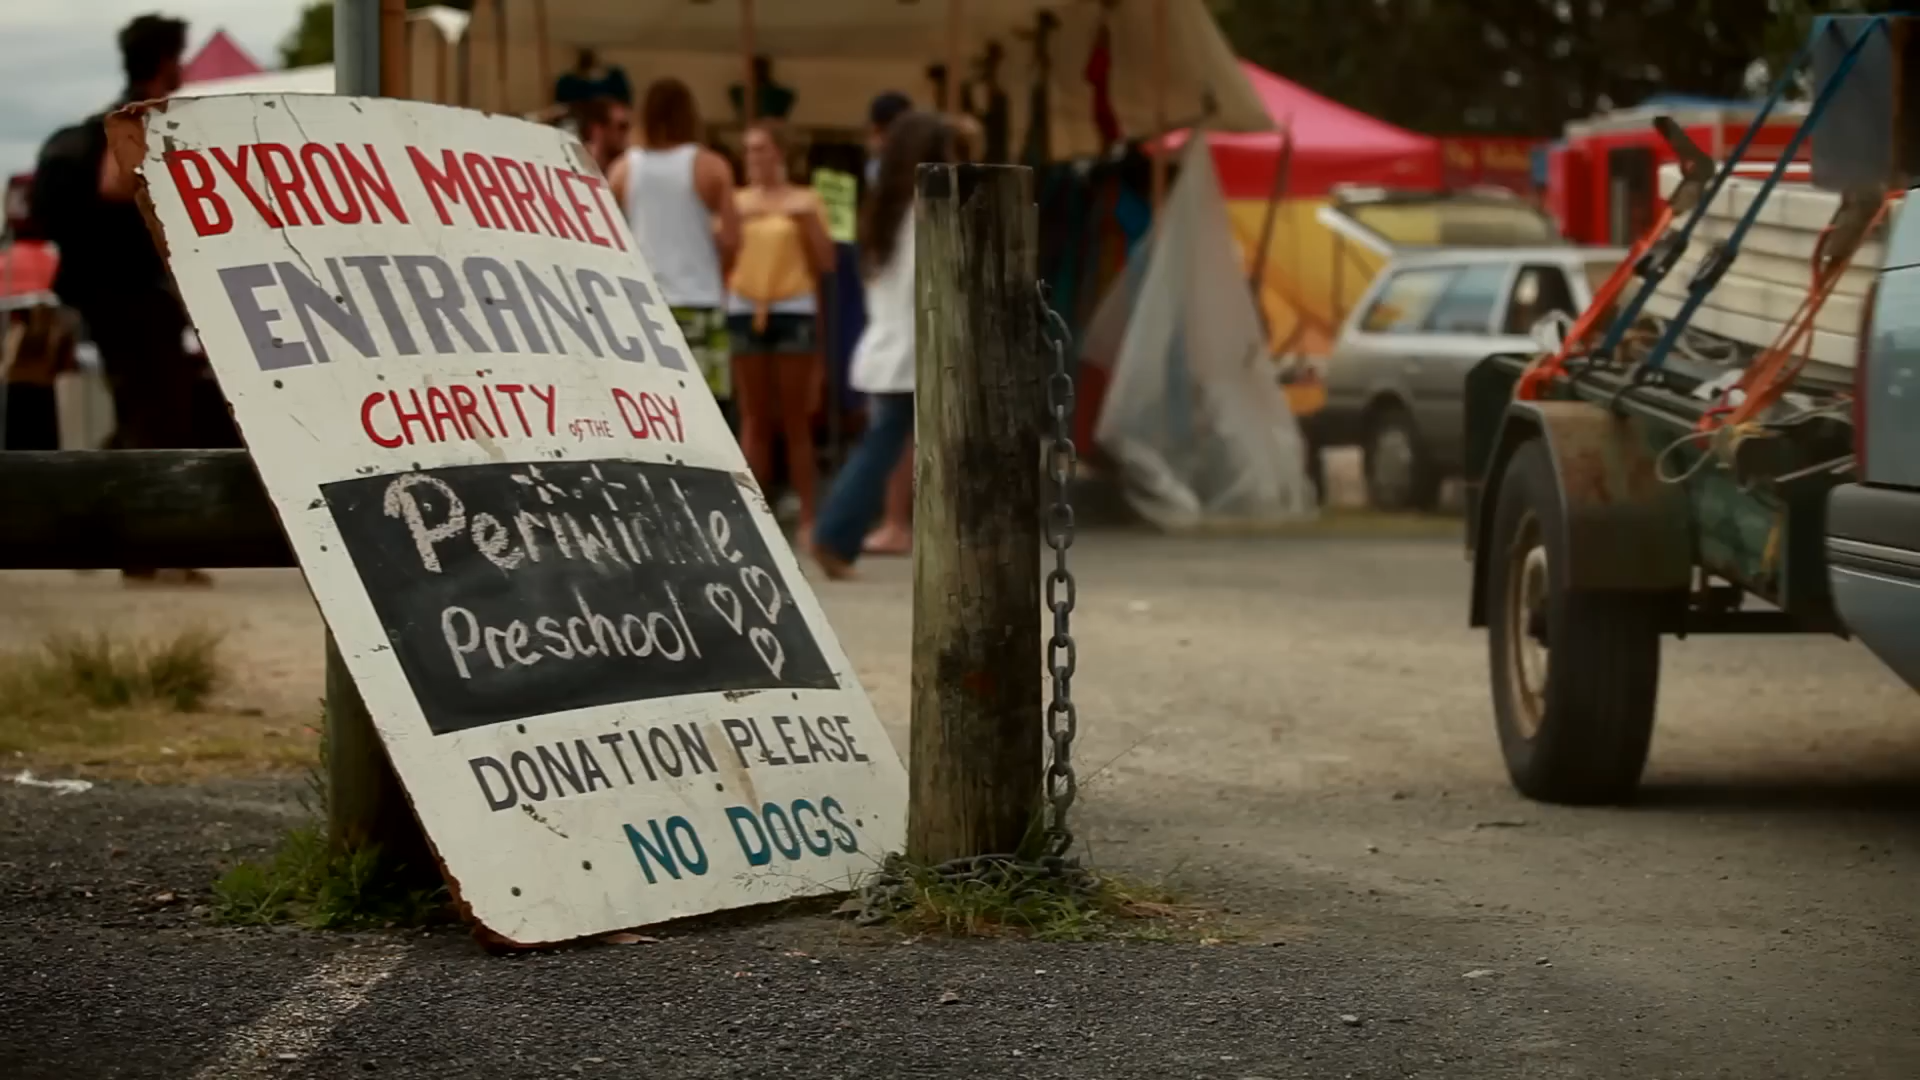 BYRON MARKET
ENTRANCE
CHARITY OF THE DAY
Periwinkle
Preschool
DONATION PLEASE
NO DOGS